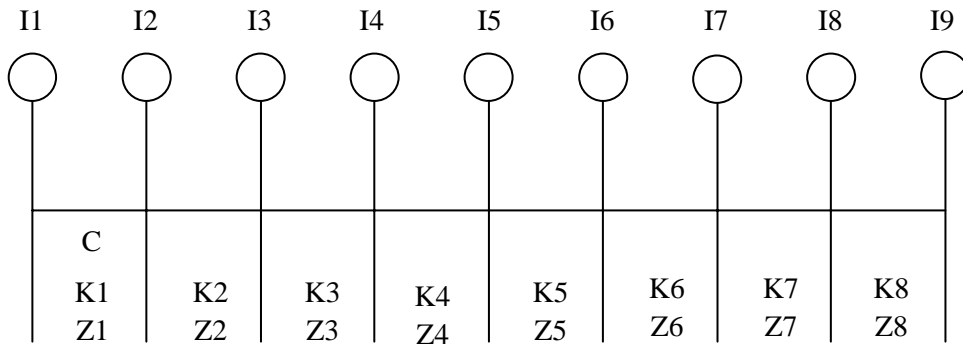 I1 I2 I3 I4 I5 I6 I7 I8 I9
C
K1 K2 K3 K4 K5 K6 K7 K8
Z1 Z2 Z3 Z4 Z5 Z6 Z7 Z8